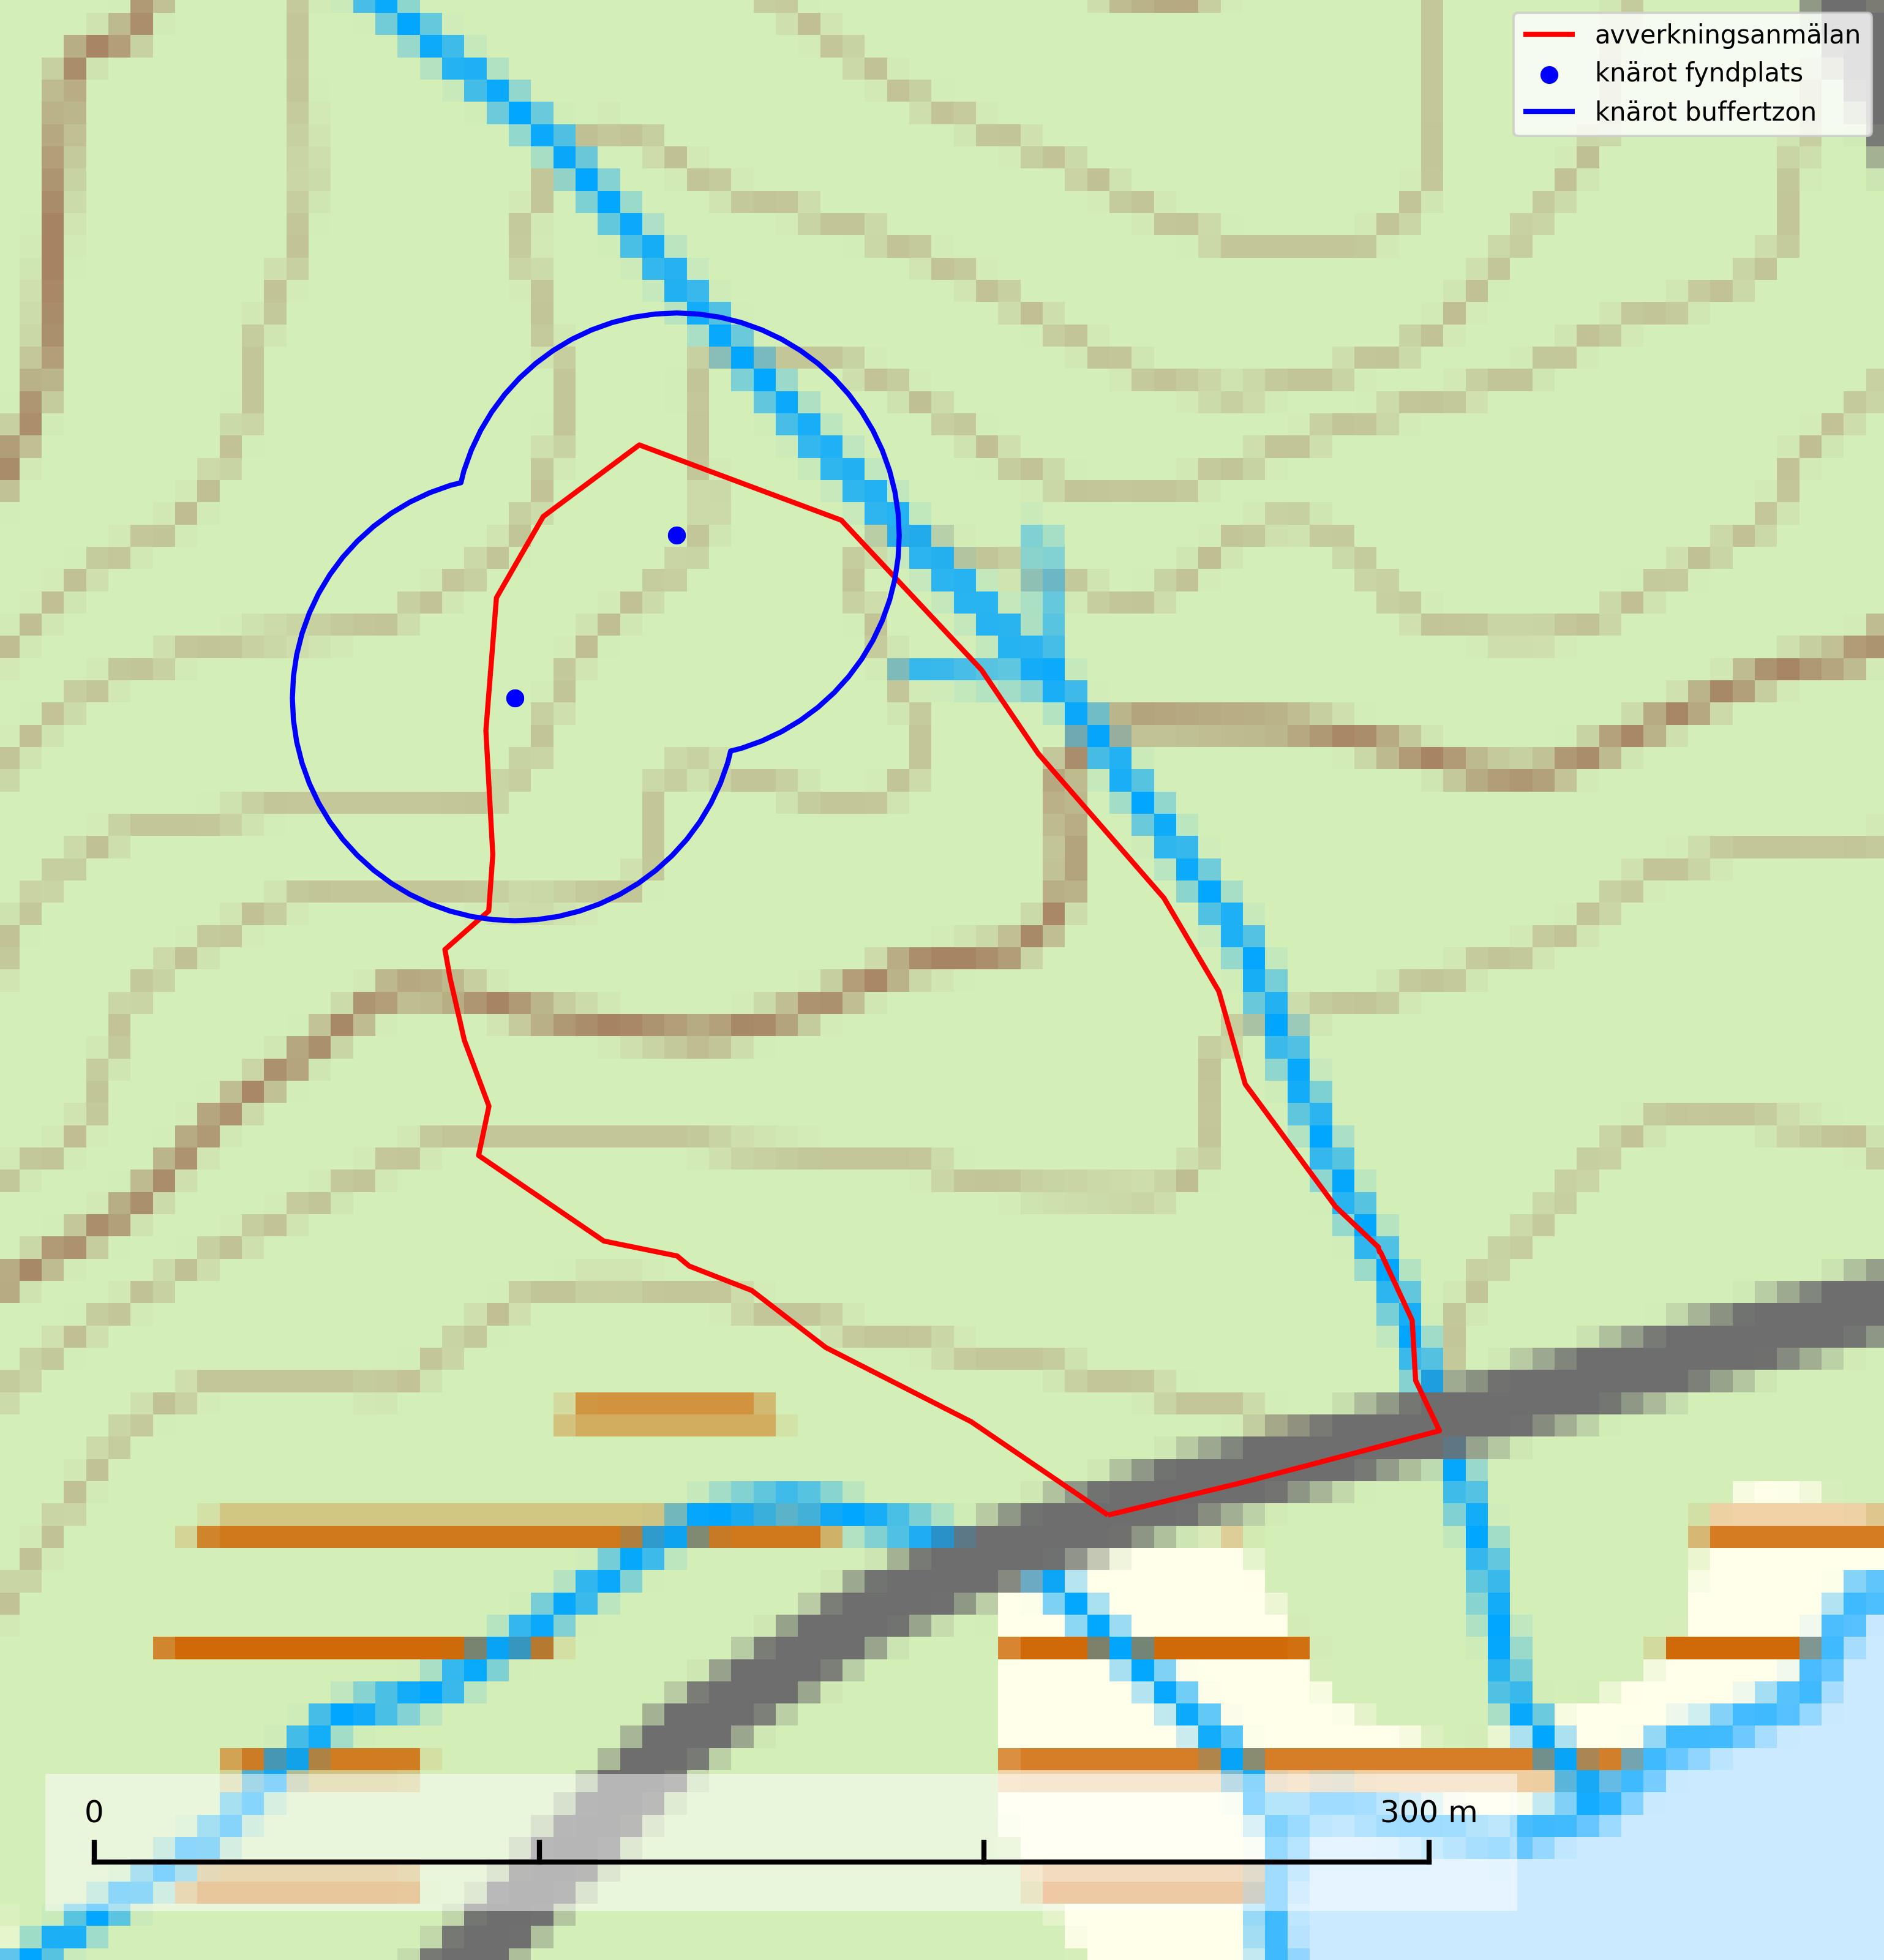 avverkningsanmälan
knärot fyndplats
knärot buffertzon
0
300 m